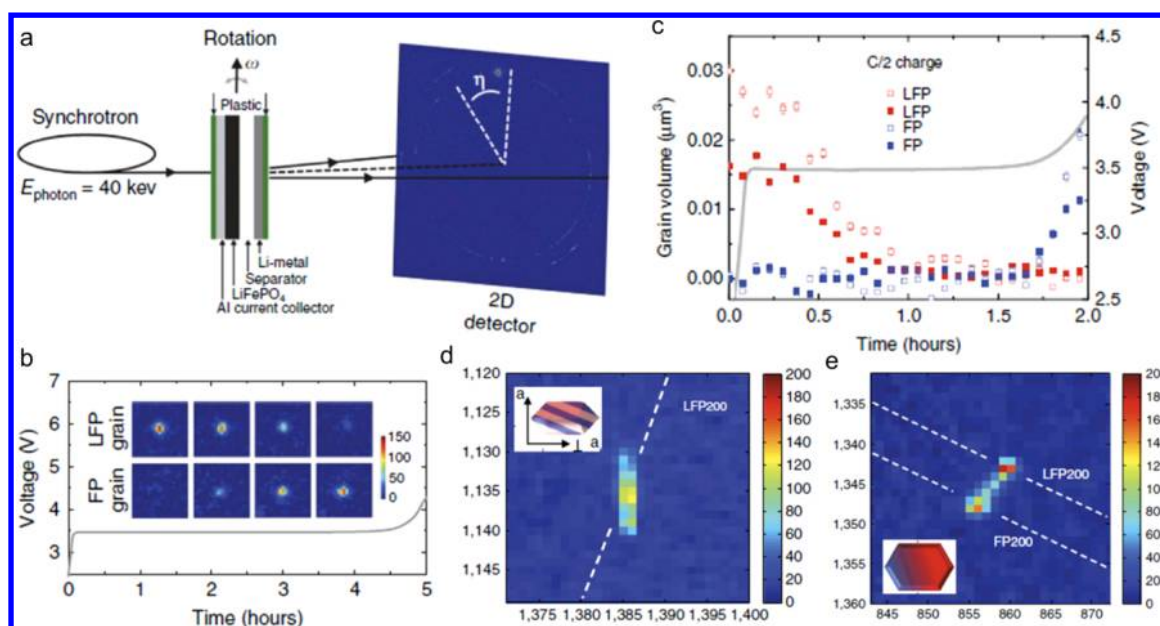 a
Rotation
ω
Plastic
Synchrotron
E photon = 40 kev
Li-metal
Separator
LiFePO4
Al current collector
η
2D
detector
c
C/2 charge
LFP
LFP
FP
FP
0.03
0.02
0.01
0.00
Grain volume (μm³)
4.5
4.0
3.5
3.0
2.5
Voltage (V)
0.0 0.5 1.0 1.5 2.0
Time (hours)
b
7
6
5
4
3
Voltage (V)
LFP
grain
FP
grain
150
100
50
0
0 1 2 3 4 5
Time (hours)
d
1,120
1,125
1,130
1,135
1,140
1,145
a
a
LFP200
200
180
160
140
120
100
80
60
40
20
0
1,375 1,380 1,385 1,390 1,395 1,400
e
1,335
1,340
1,345
1,350
1,355
1,360
LFP200
FP200
845 850 855 860 865 870
20
18
16
14
12
10
80
60
40
20
0